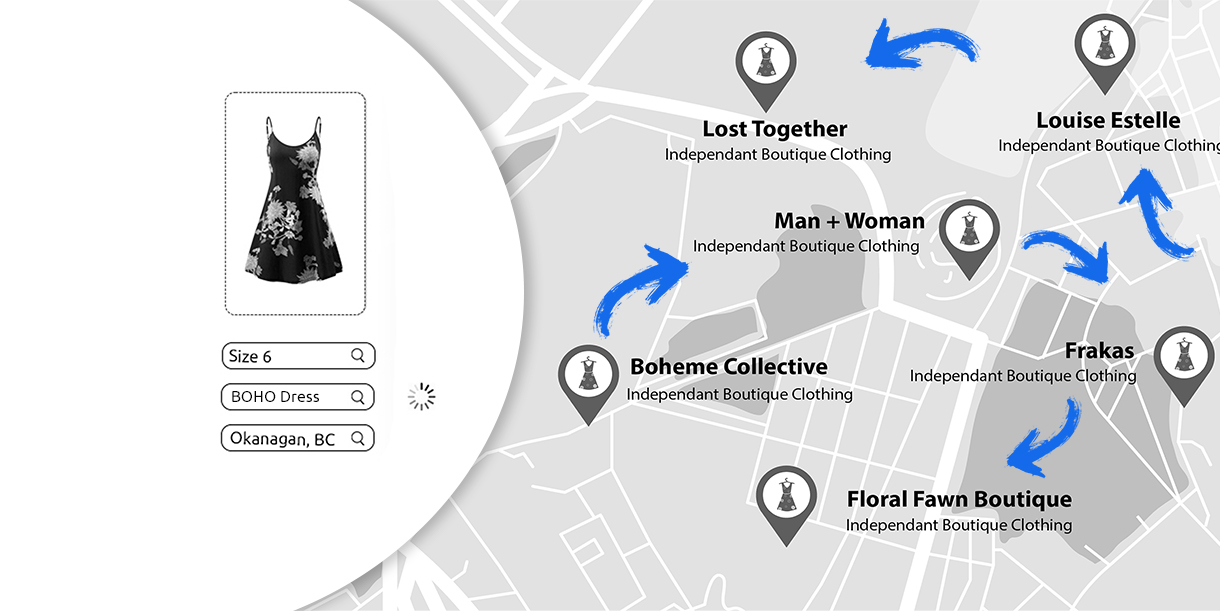 Size 6
BOHO Dress
Okanagan, BC
Lost Together
Independant Boutique Clothing
Louise Estelle
Independant Boutique Clothing
Man + Woman
Independant Boutique Clothing
Boheme Collective
Independant Boutique Clothing
Frakas
Independant Boutique Clothing
Floral Fawn Boutique
Independant Boutique Clothing